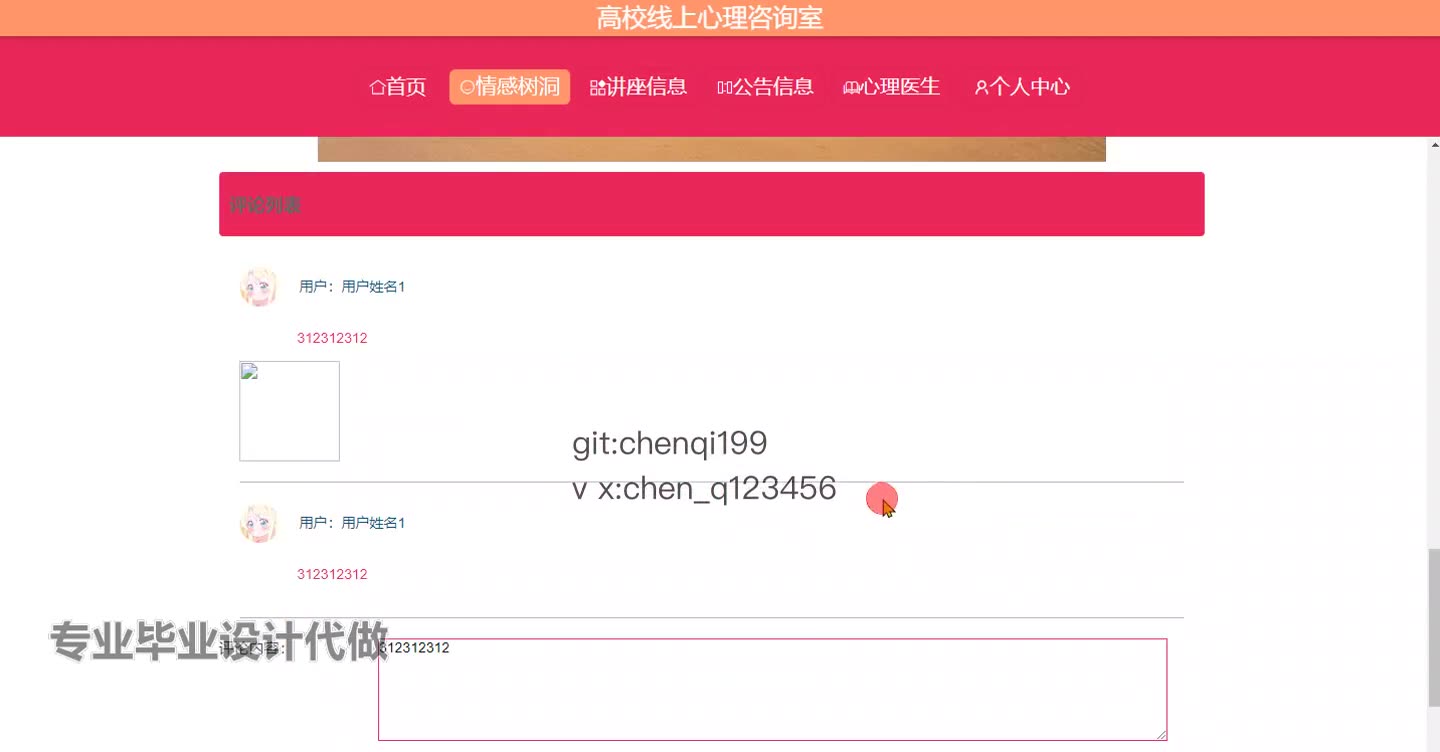 高校线上心理咨询室
首页
情感树洞
讲座信息
公告信息
心理医生
个人中心
评论列表
用户：用户姓名1
312312312
git:chenqi199
v x:chen_q123456
用户：用户姓名1
312312312
专业毕业设计代做
评论内容：
312312312